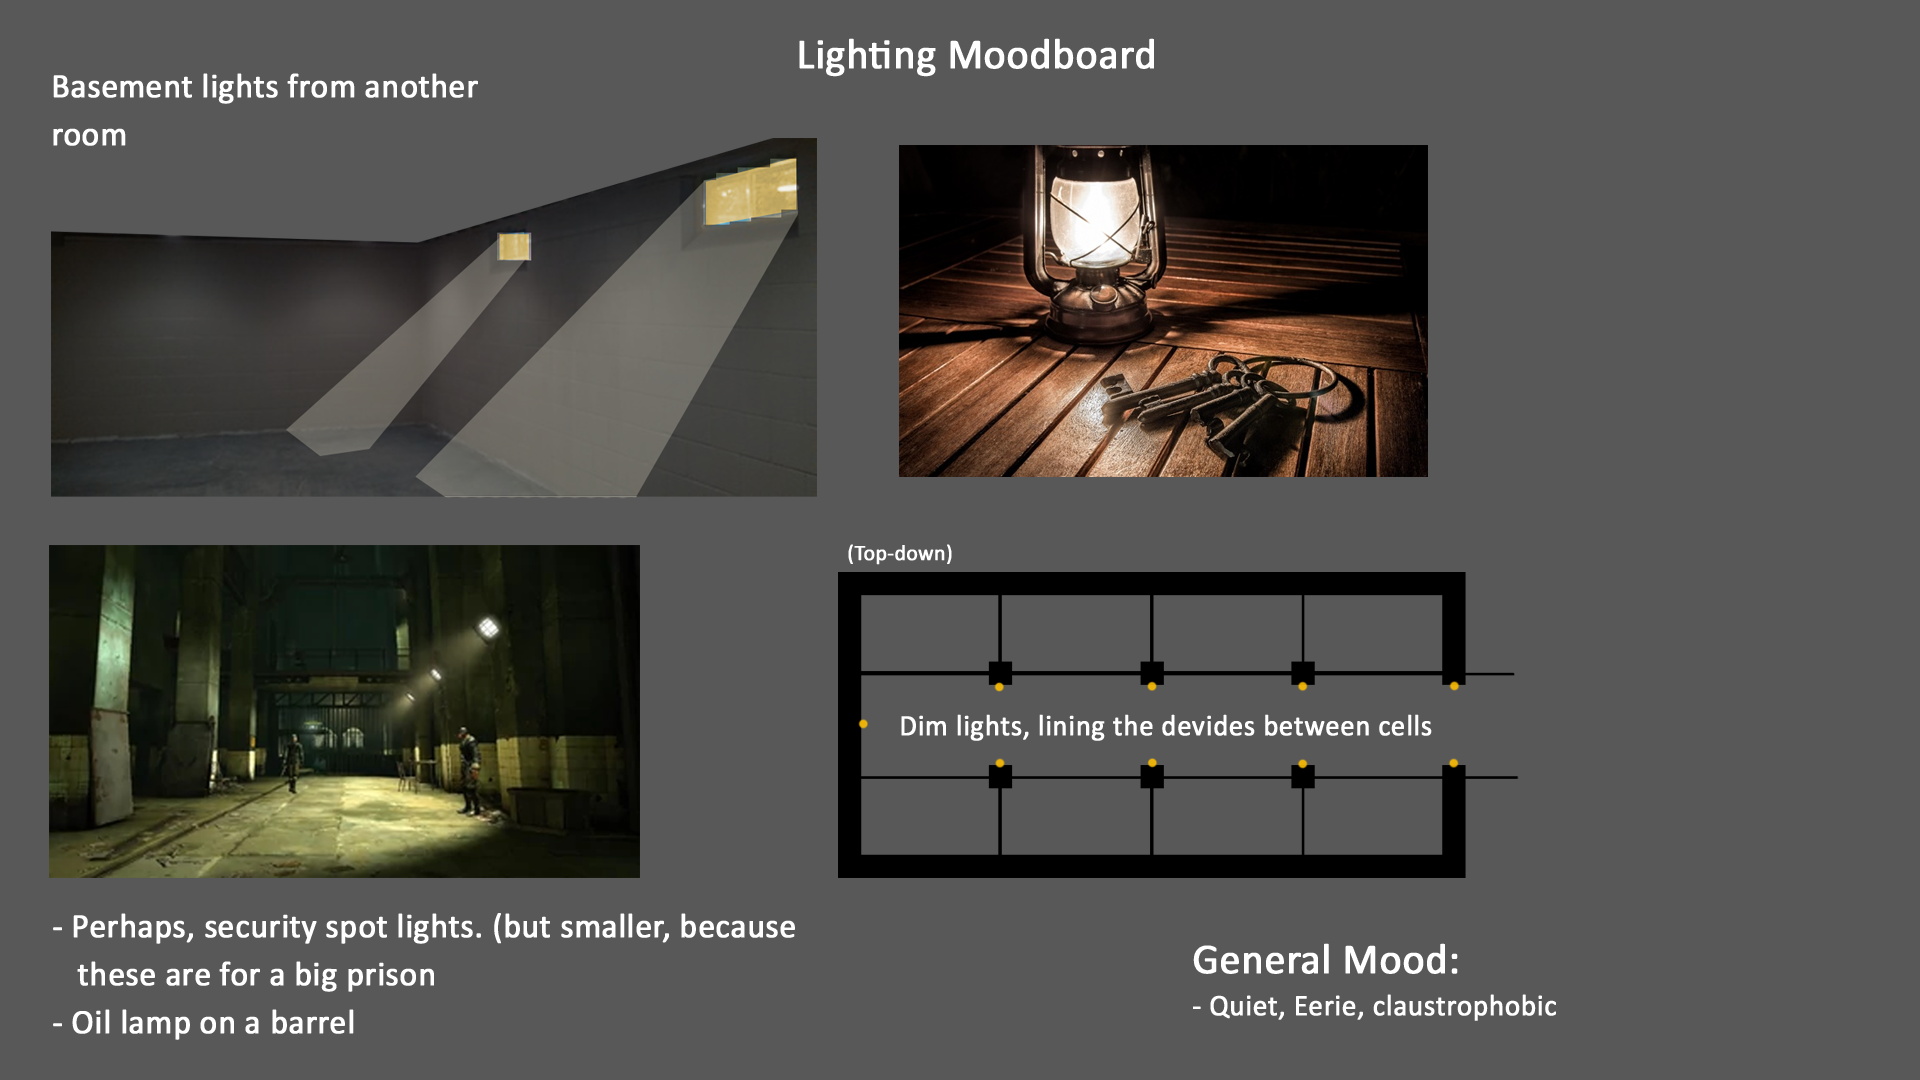 Lighting Moodboard
Basement lights from another
room
(Top-down)
Dim lights, lining the devides between cells
- Perhaps, security spot lights. (but smaller, because
these are for a big prison
- Oil lamp on a barrel
General Mood:
- Quiet, Eerie, claustrophobic